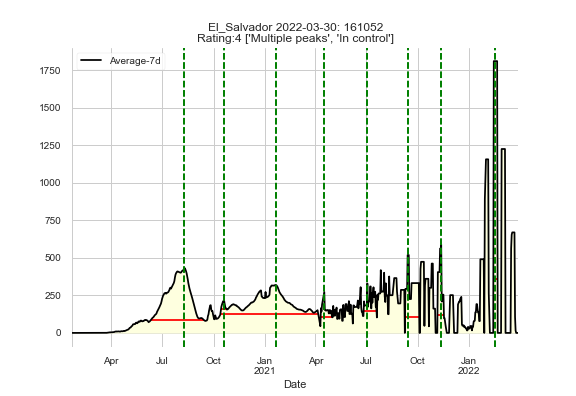 El_Salvador 2022-03-30: 161052
Rating:4 ['Multiple peaks', 'In control']
Average-7d
1750
1500
1250
1000
750
500
250
0
Apr Jul Oct Jan Apr Jul Oct Jan
2021 2022
Date